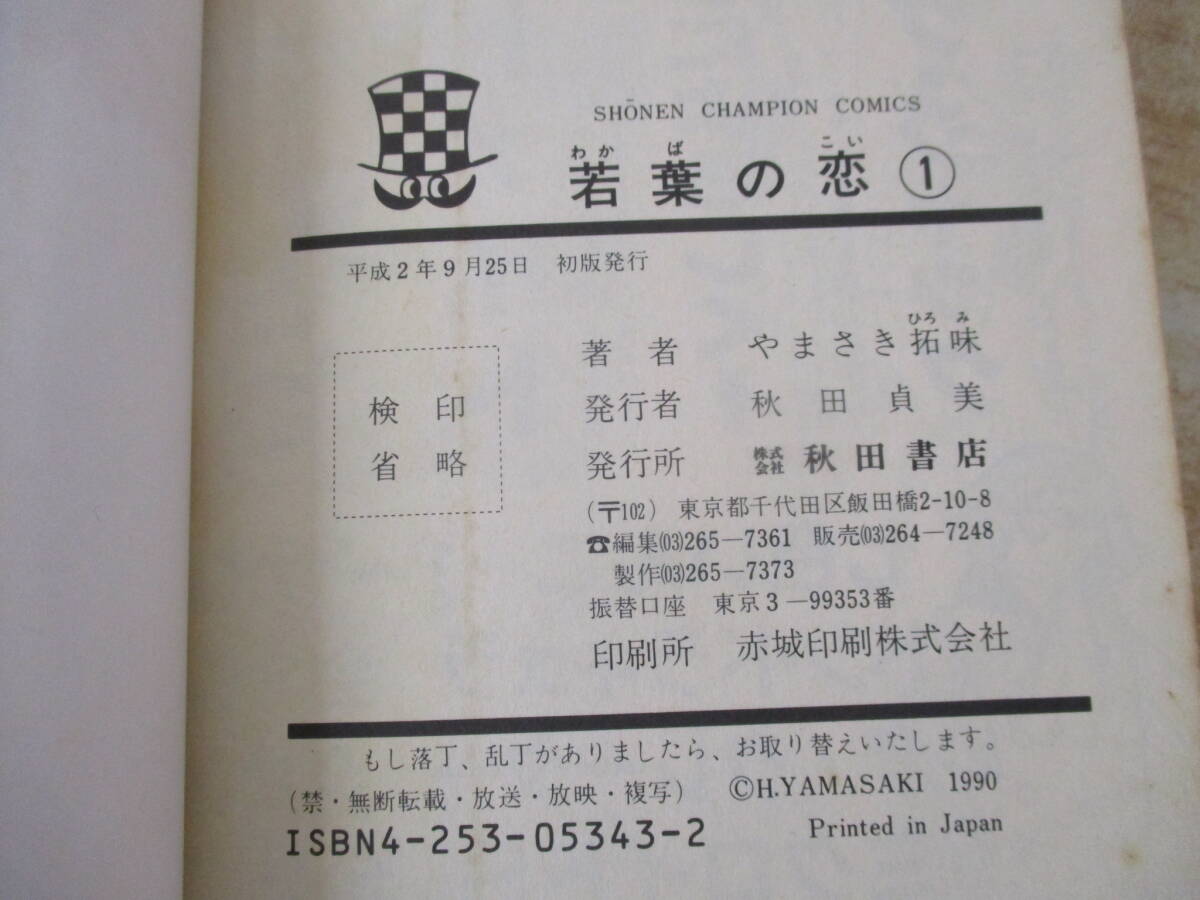 SHŌNEN CHAMPION COMICS
わか ば こい
若葉の恋①
平成2年9月25日 初版発行
検印
省略
ひろ み
著者 やまさき拓味
発行者 秋田貞美
発行所 株式会社 秋田書店
(〒102) 東京都千代田区飯田橋2-10-8
☎編集(03)265―7361 販売(03)264―7248
製作(03)265―7373
振替口座 東京3―99353番
印刷所 赤城印刷株式会社
もし落丁、乱丁がありましたら、お取り替えいたします。
(禁・無断転載・放送・放映・複写) ©H.YAMASAKI 1990
ISBN4-253-05343-2 Printed in Japan